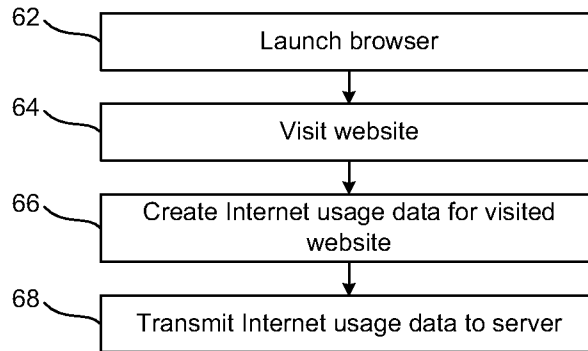 62
Launch browser
64
Visit website
66
Create Internet usage data for visited
website
68
Transmit Internet usage data to server